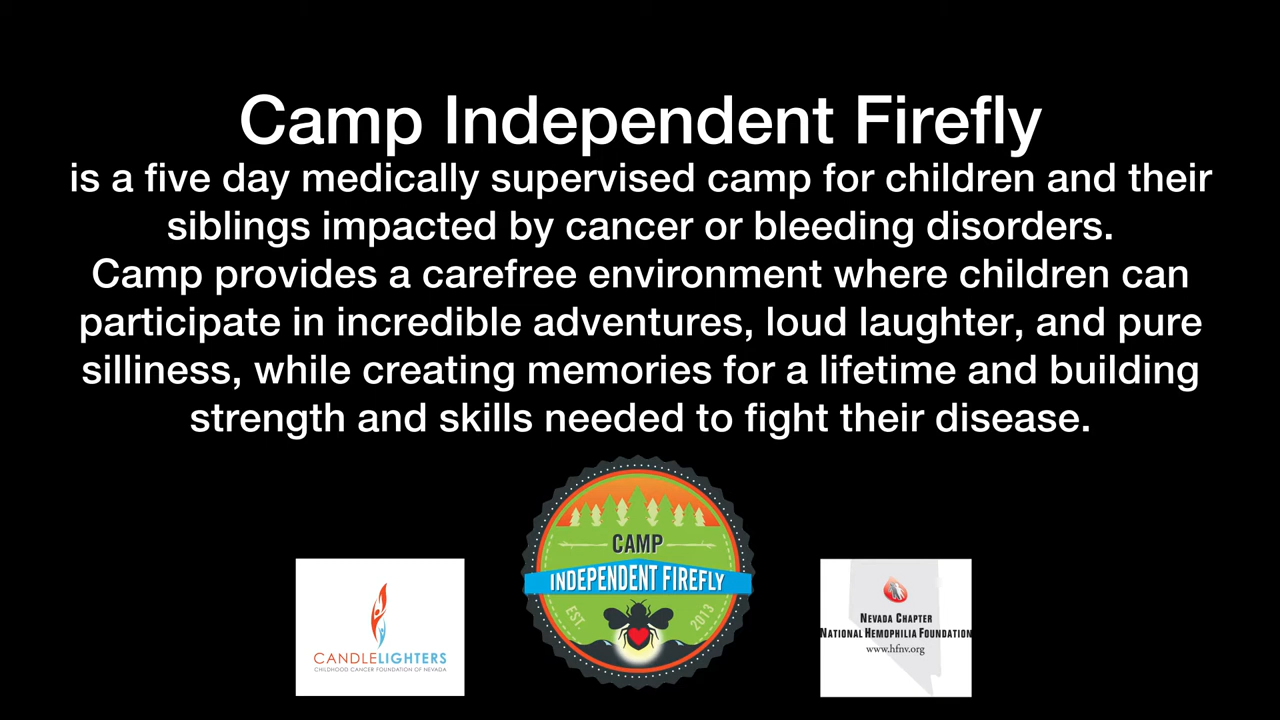 Camp Independent Firefly
is a five day medically supervised camp for children and their
siblings impacted by cancer or bleeding disorders.
Camp provides a carefree environment where children can
participate in incredible adventures, loud laughter, and pure
silliness, while creating memories for a lifetime and building
strength and skills needed to fight their disease.
CAMP
INDEPENDENT FIREFLY
EST. 2013
CANDLELIGHTERS
CHILDHOOD CANCER FOUNDATION OF NEVADA
NEVADA CHAPTER
NATIONAL HEMOPHILIA FOUNDATION
www.hfnv.org